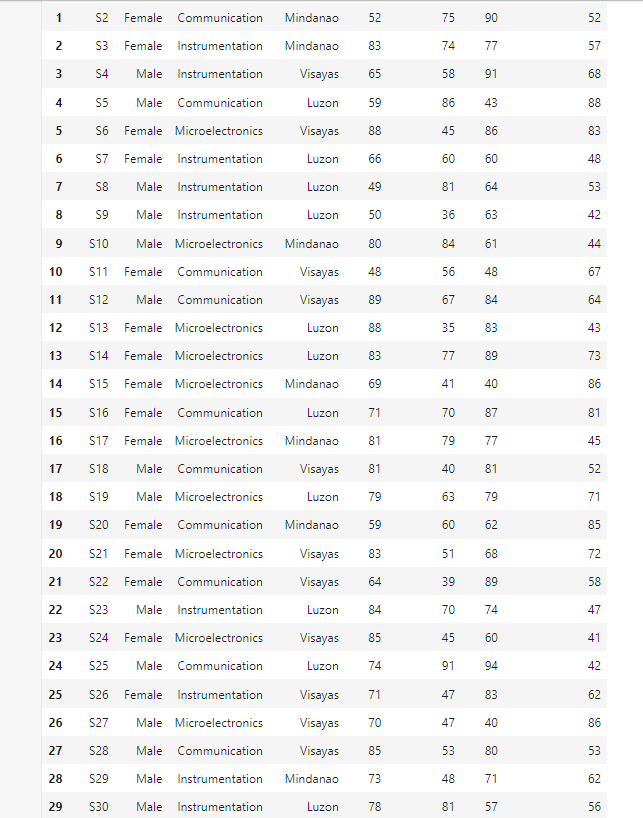 1 S2 Female Communication Mindanao 52 75 90 52
2 S3 Female Instrumentation Mindanao 83 74 77 57
3 S4 Male Instrumentation Visayas 65 58 91 68
4 S5 Male Communication Luzon 59 86 43 88
5 S6 Female Microelectronics Visayas 88 45 86 83
6 S7 Female Instrumentation Luzon 66 60 60 48
7 S8 Male Instrumentation Luzon 49 81 64 53
8 S9 Male Instrumentation Luzon 50 36 63 42
9 S10 Male Microelectronics Mindanao 80 84 61 44
10 S11 Female Communication Visayas 48 56 48 67
11 S12 Male Communication Visayas 89 67 84 64
12 S13 Female Microelectronics Luzon 88 35 83 43
13 S14 Female Microelectronics Luzon 83 77 89 73
14 S15 Female Microelectronics Mindanao 69 41 40 86
15 S16 Female Communication Luzon 71 70 87 81
16 S17 Female Microelectronics Mindanao 81 79 77 45
17 S18 Male Communication Visayas 81 40 81 52
18 S19 Male Microelectronics Luzon 79 63 79 71
19 S20 Female Communication Mindanao 59 60 62 85
20 S21 Female Microelectronics Visayas 83 51 68 72
21 S22 Female Communication Visayas 64 39 89 58
22 S23 Male Instrumentation Luzon 84 70 74 47
23 S24 Female Microelectronics Visayas 85 45 60 41
24 S25 Male Communication Luzon 74 91 94 42
25 S26 Female Instrumentation Visayas 71 47 83 62
26 S27 Male Microelectronics Visayas 70 47 40 86
27 S28 Male Communication Visayas 85 53 80 53
28 S29 Male Instrumentation Mindanao 73 48 71 62
29 S30 Male Instrumentation Luzon 78 81 57 56